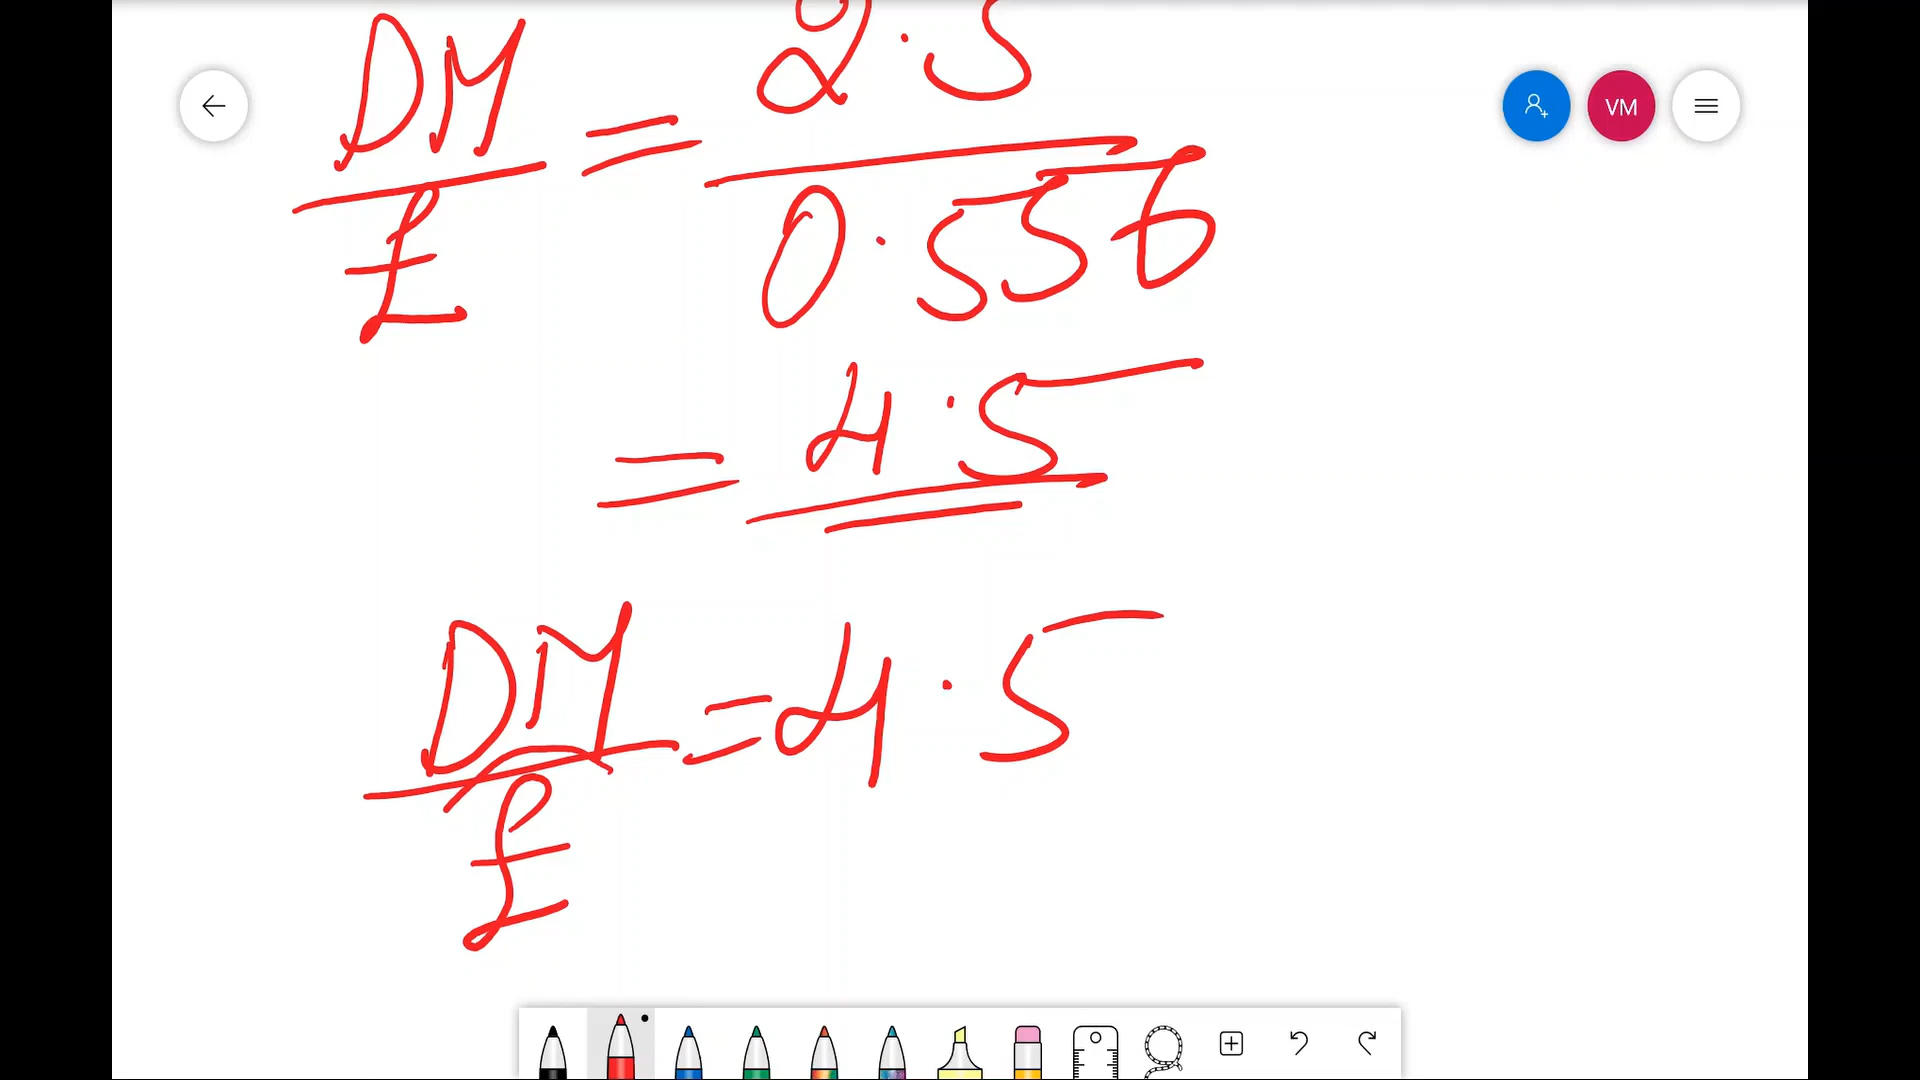 DM/£ = 2.5/0.556
VM
= 4.5
DM/£ = 4.5